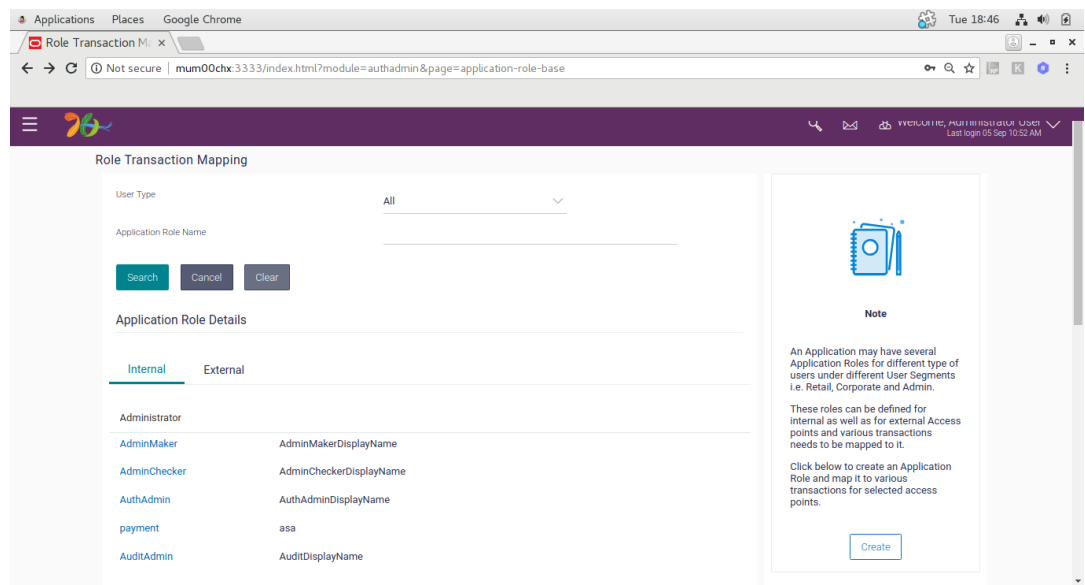 Applications Places Google Chrome Tue 18:46
Role Transaction Ma
Not secure | mum00chx:3333/index.html?module=authadmin&page=application-role-base
Welcome, Administrator User
Last login 05 Sep 10:52 AM
Role Transaction Mapping
User Type
All
Application Role Name
Search Cancel Clear
Application Role Details
Internal External
Administrator
AdminMaker AdminMakerDisplayName
AdminChecker AdminCheckerDisplayName
AuthAdmin AuthAdminDisplayName
payment asa
AuditAdmin AuditDisplayName
Note
An Application may have several
Application Roles for different type of
users under different User Segments
i.e. Retail, Corporate and Admin.
These roles can be defined for
internal as well as for external Access
points and various transactions
needs to be mapped to it.
Click below to create an Application
Role and map it to various
transactions for selected access
points.
Create